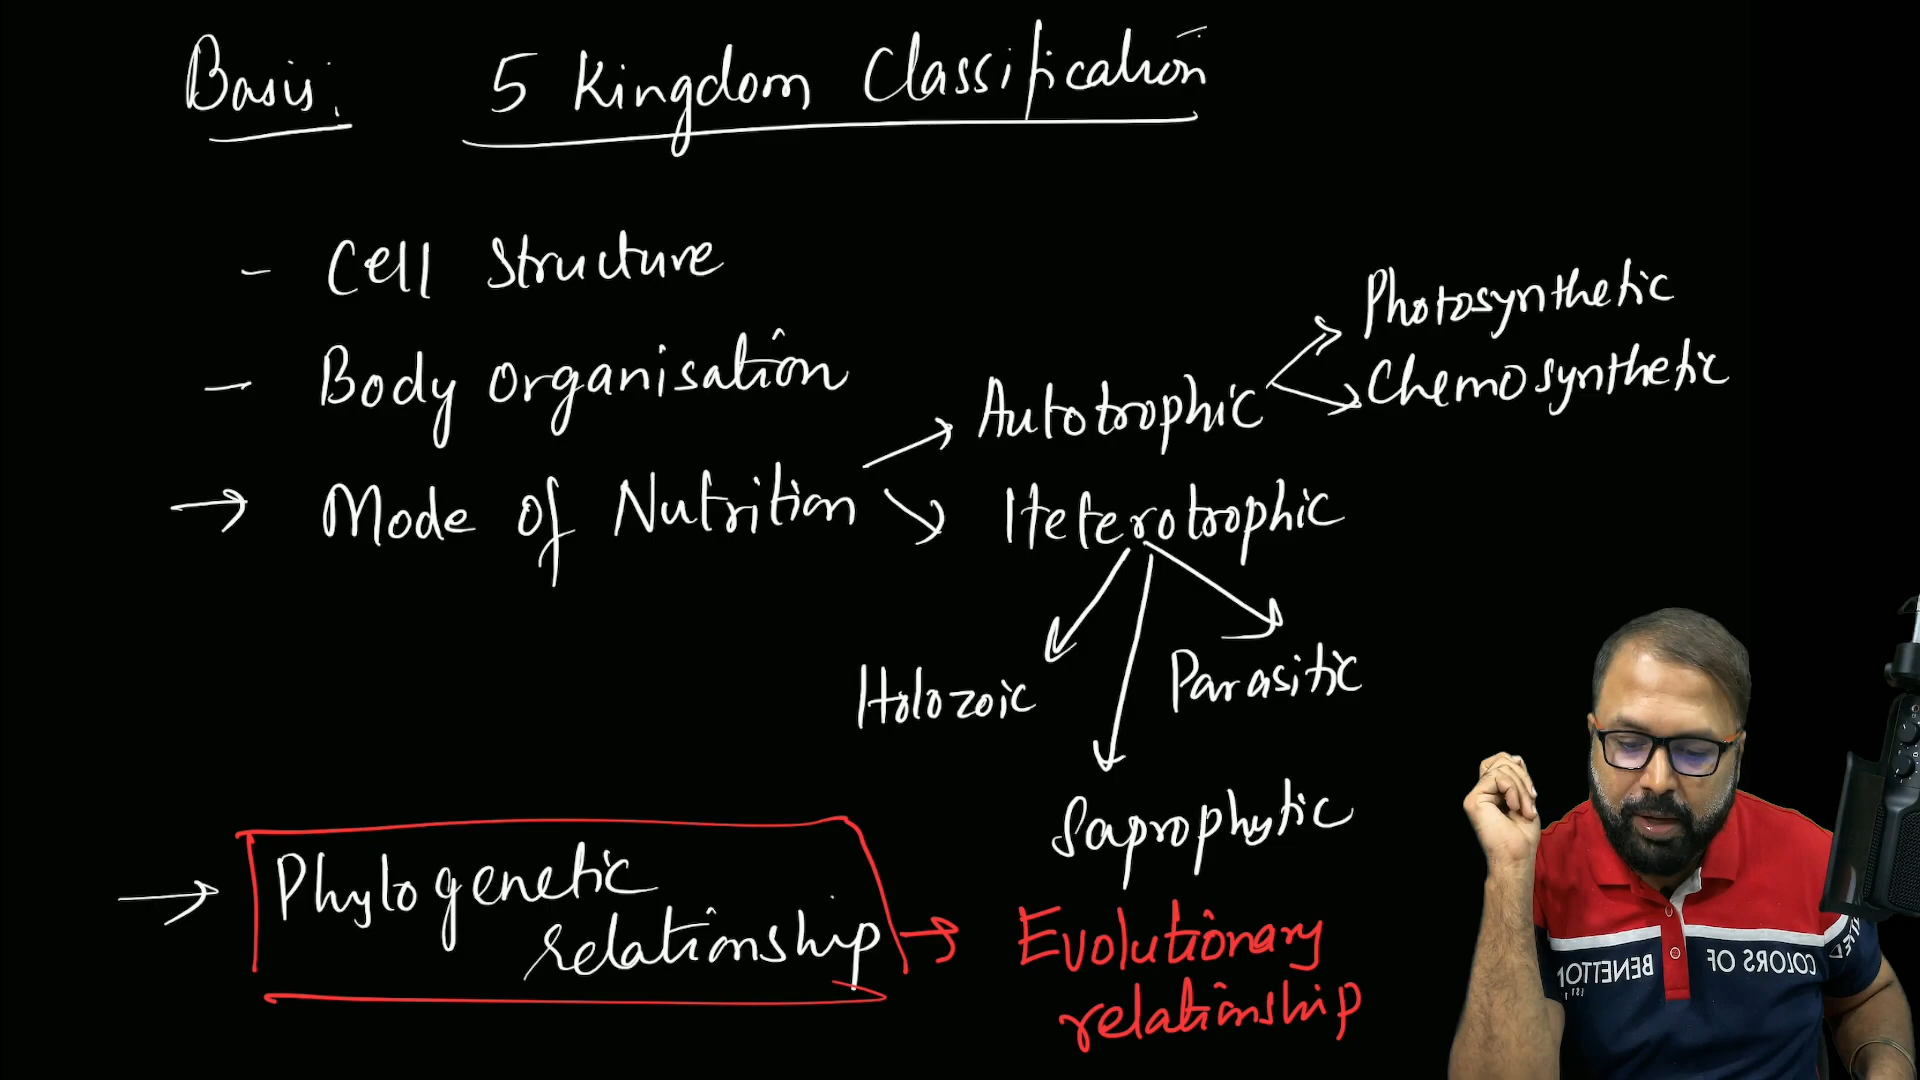 Basis: 5 Kingdom Classification
- Cell Structure
- Body Organisation
→ Mode of Nutrition
Autotrophic
Photosynthetic
Chemosynthetic
Heterotrophic
Holozoic
Parasitic
Saprophytic
→ Phylogenetic
relationship
→ Evolutionary
relationship
COLORS OF
BENETTON